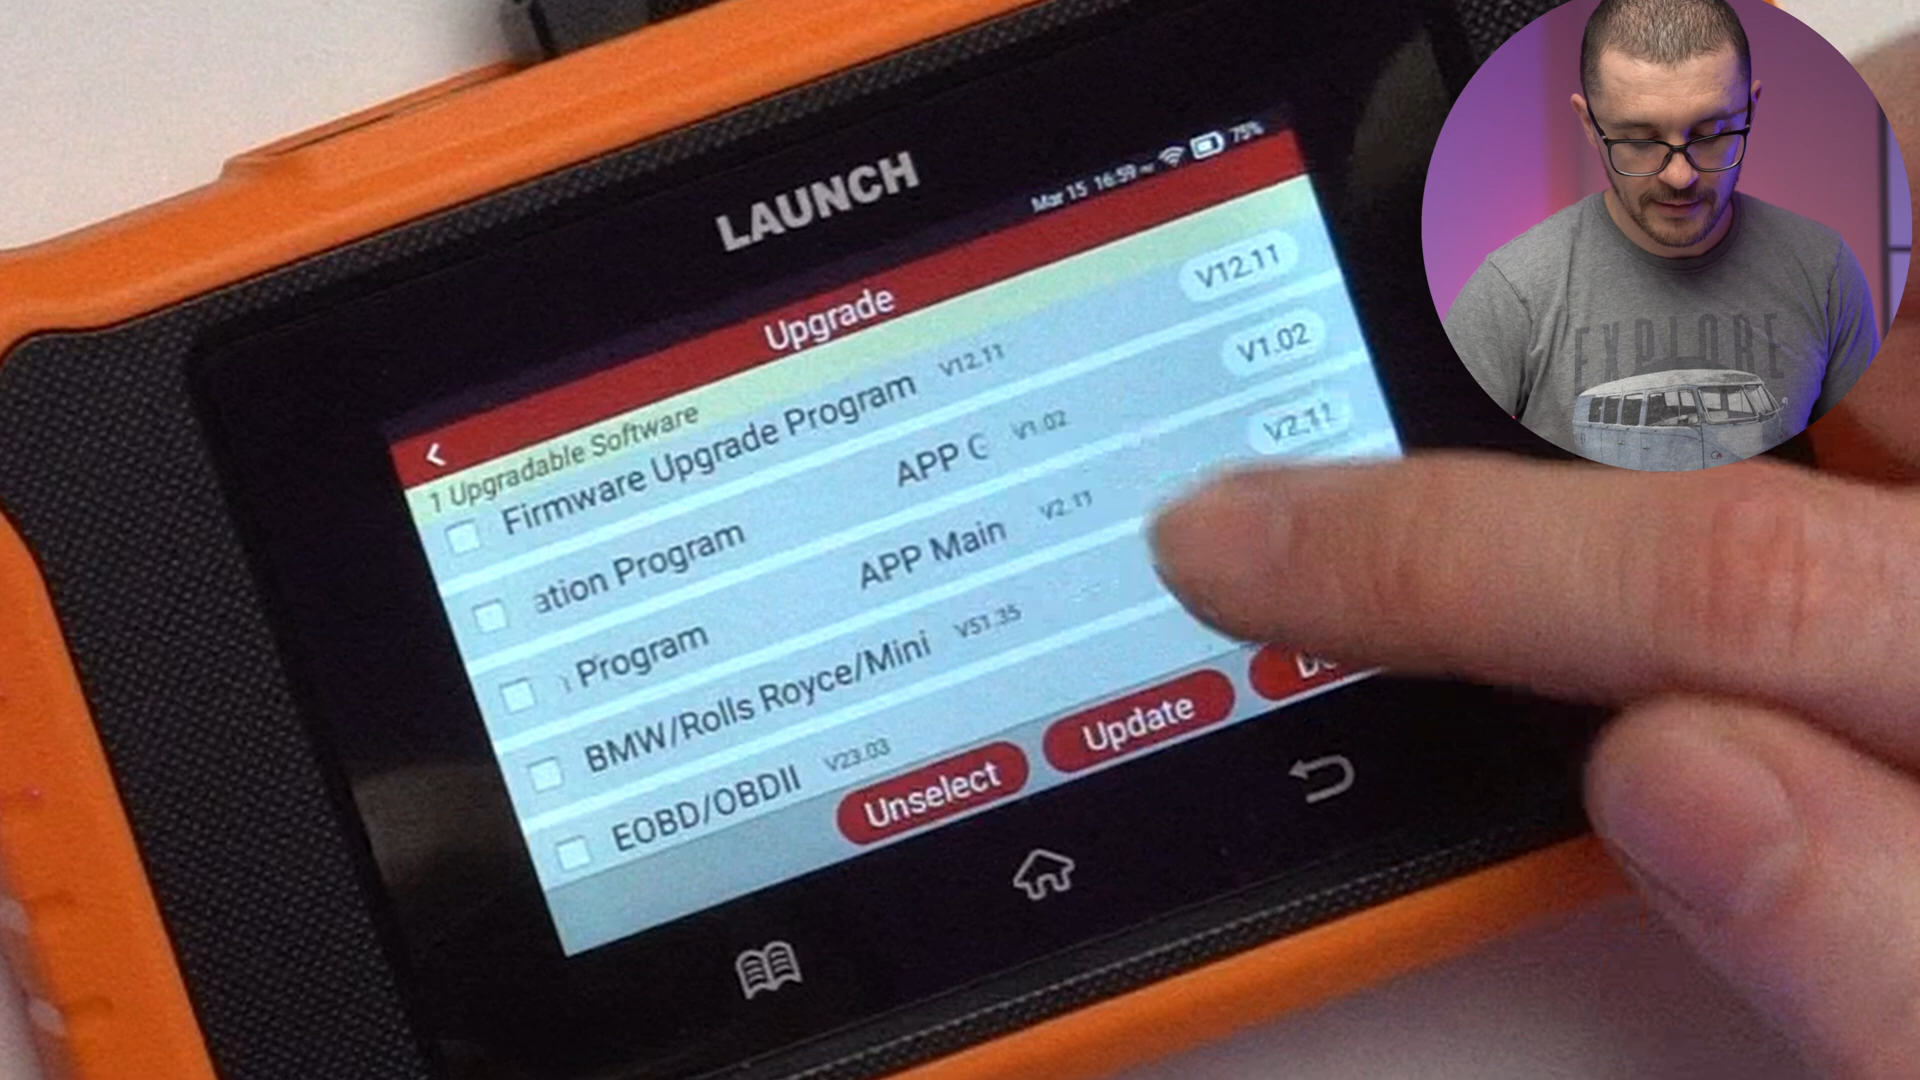 LAUNCH
Mar 15 16:59 75%
Upgrade
1 Upgradable Software
Firmware Upgrade Program V12.11 V12.11
ation Program APP C V1.02 V1.02
Program APP Main V2.11 V2.11
BMW/Rolls Royce/Mini V51.35
EOBD/OBDII V23.03
Unselect Update
EXPLORE